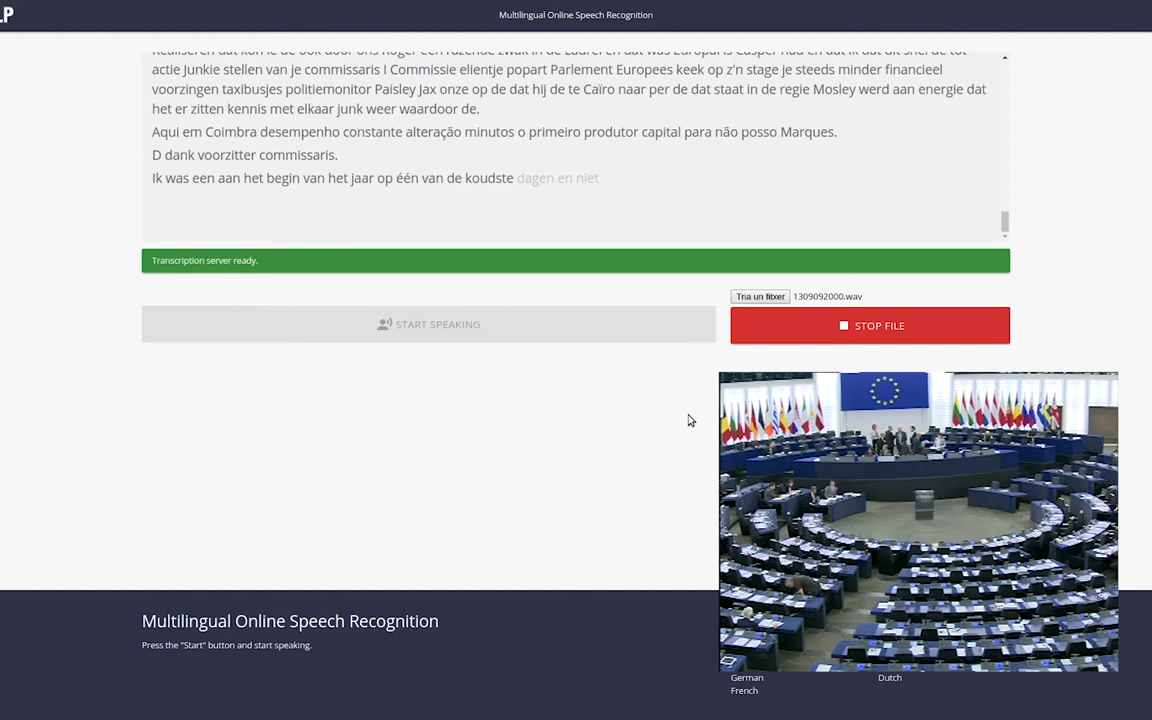 LP
Multilingual Online Speech Recognition
actie Junkie stellen van je commissaris I Commissie elientje popart Parlement Europees keek op z'n stage je steeds minder financieel
voorzingen taxibusjes politiemonitor Paisley Jax onze op de dat hij de te Caïro naar per de dat staat in de regie Mosley werd aan energie dat
het er zitten kennis met elkaar junk weer waardoor de.
Aqui em Coimbra desempenho constante alteração minutos o primeiro produtor capital para não posso Marques.
D dank voorzitter commissaris.
Ik was een aan het begin van het jaar op één van de koudste dagen en niet
Transcription server ready.
Tria un fitxer 1309092000.wav
START SPEAKING
STOP FILE
Multilingual Online Speech Recognition
Press the "Start" button and start speaking.
German Dutch
French